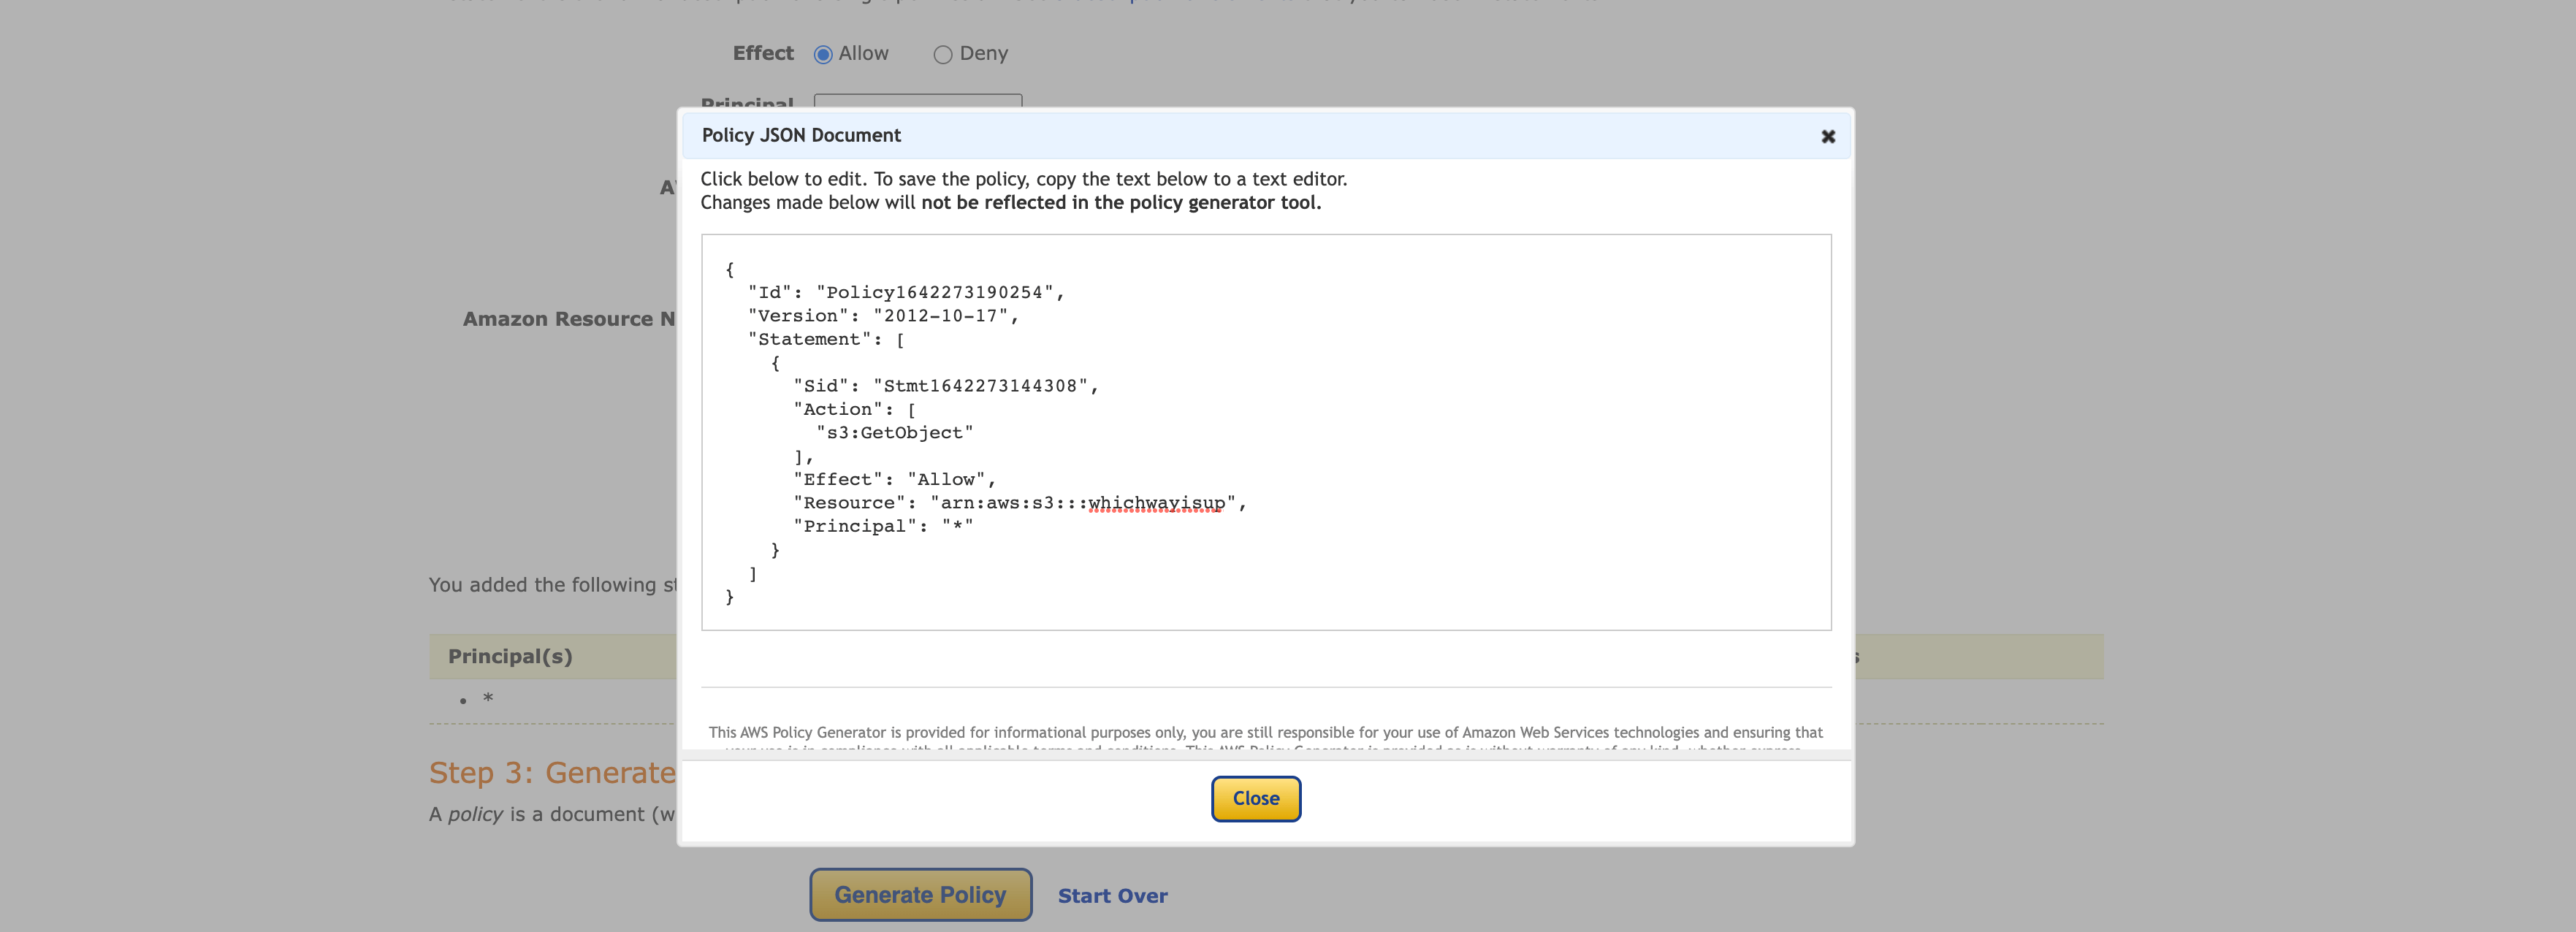 Effect Allow Deny
Principal
Policy JSON Document
Click below to edit. To save the policy, copy the text below to a text editor.
Changes made below will not be reflected in the policy generator tool.
Amazon Resource N
{
"Id": "Policy1642273190254",
"Version": "2012-10-17",
"Statement": [
{
"Sid": "Stmt1642273144308",
"Action": [
"s3:GetObject"
],
"Effect": "Allow",
"Resource": "arn:aws:s3:::whichwayisup",
"Principal": "*"
}
]
}
You added the following
Principal(s)
• *
This AWS Policy Generator is provided for informational purposes only, you are still responsible for your use of Amazon Web Services technologies and ensuring that
Step 3: Generate
A policy is a document (w
Close
Generate Policy Start Over